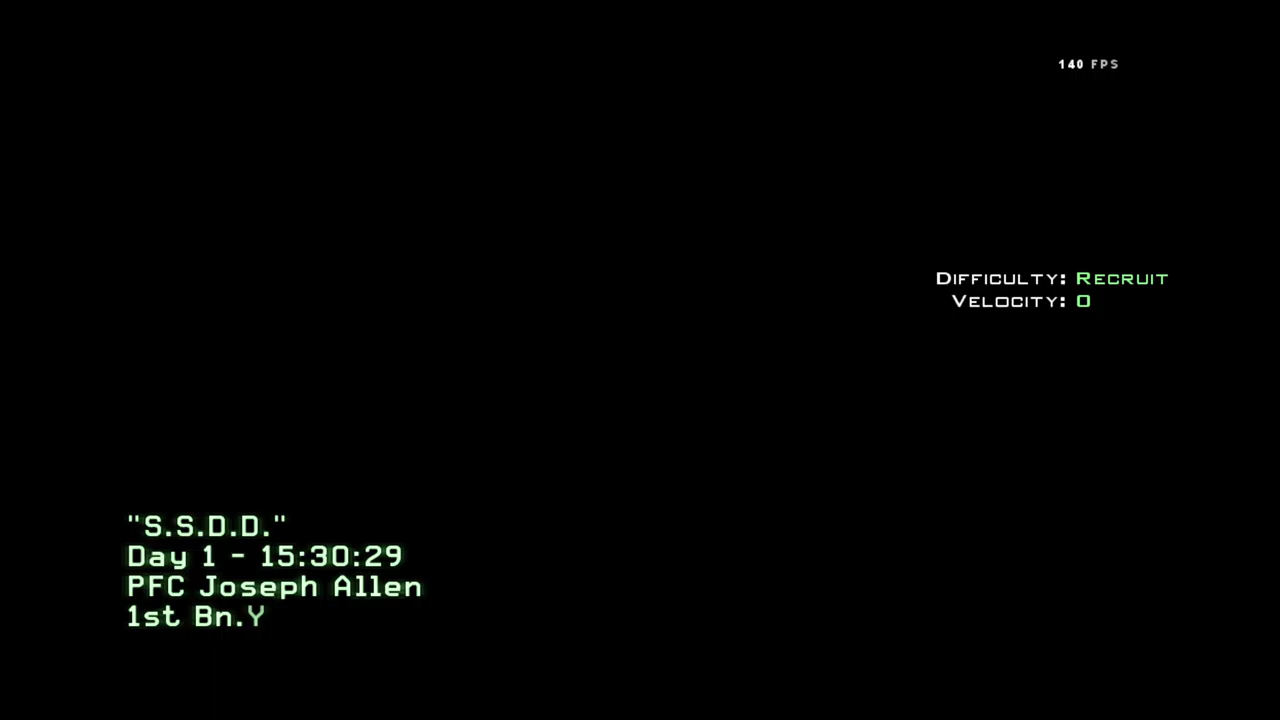 140 FPS
Difficulty: Recruit
Velocity: 0
"S.S.D.D."
Day 1 - 15:30:29
PFC Joseph Allen
1st Bn.Y